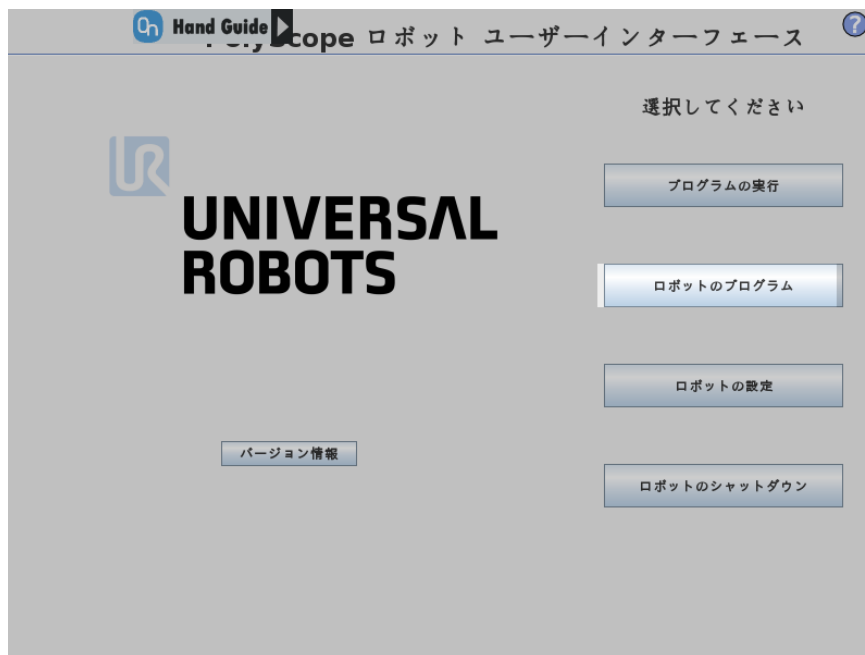 On Hand Guide
PolyScope ロボット ユーザーインターフェース
?
選択してください
UR
プログラムの実行
UNIVERSAL
ROBOTS
ロボットのプログラム
ロボットの設定
バージョン情報
ロボットのシャットダウン